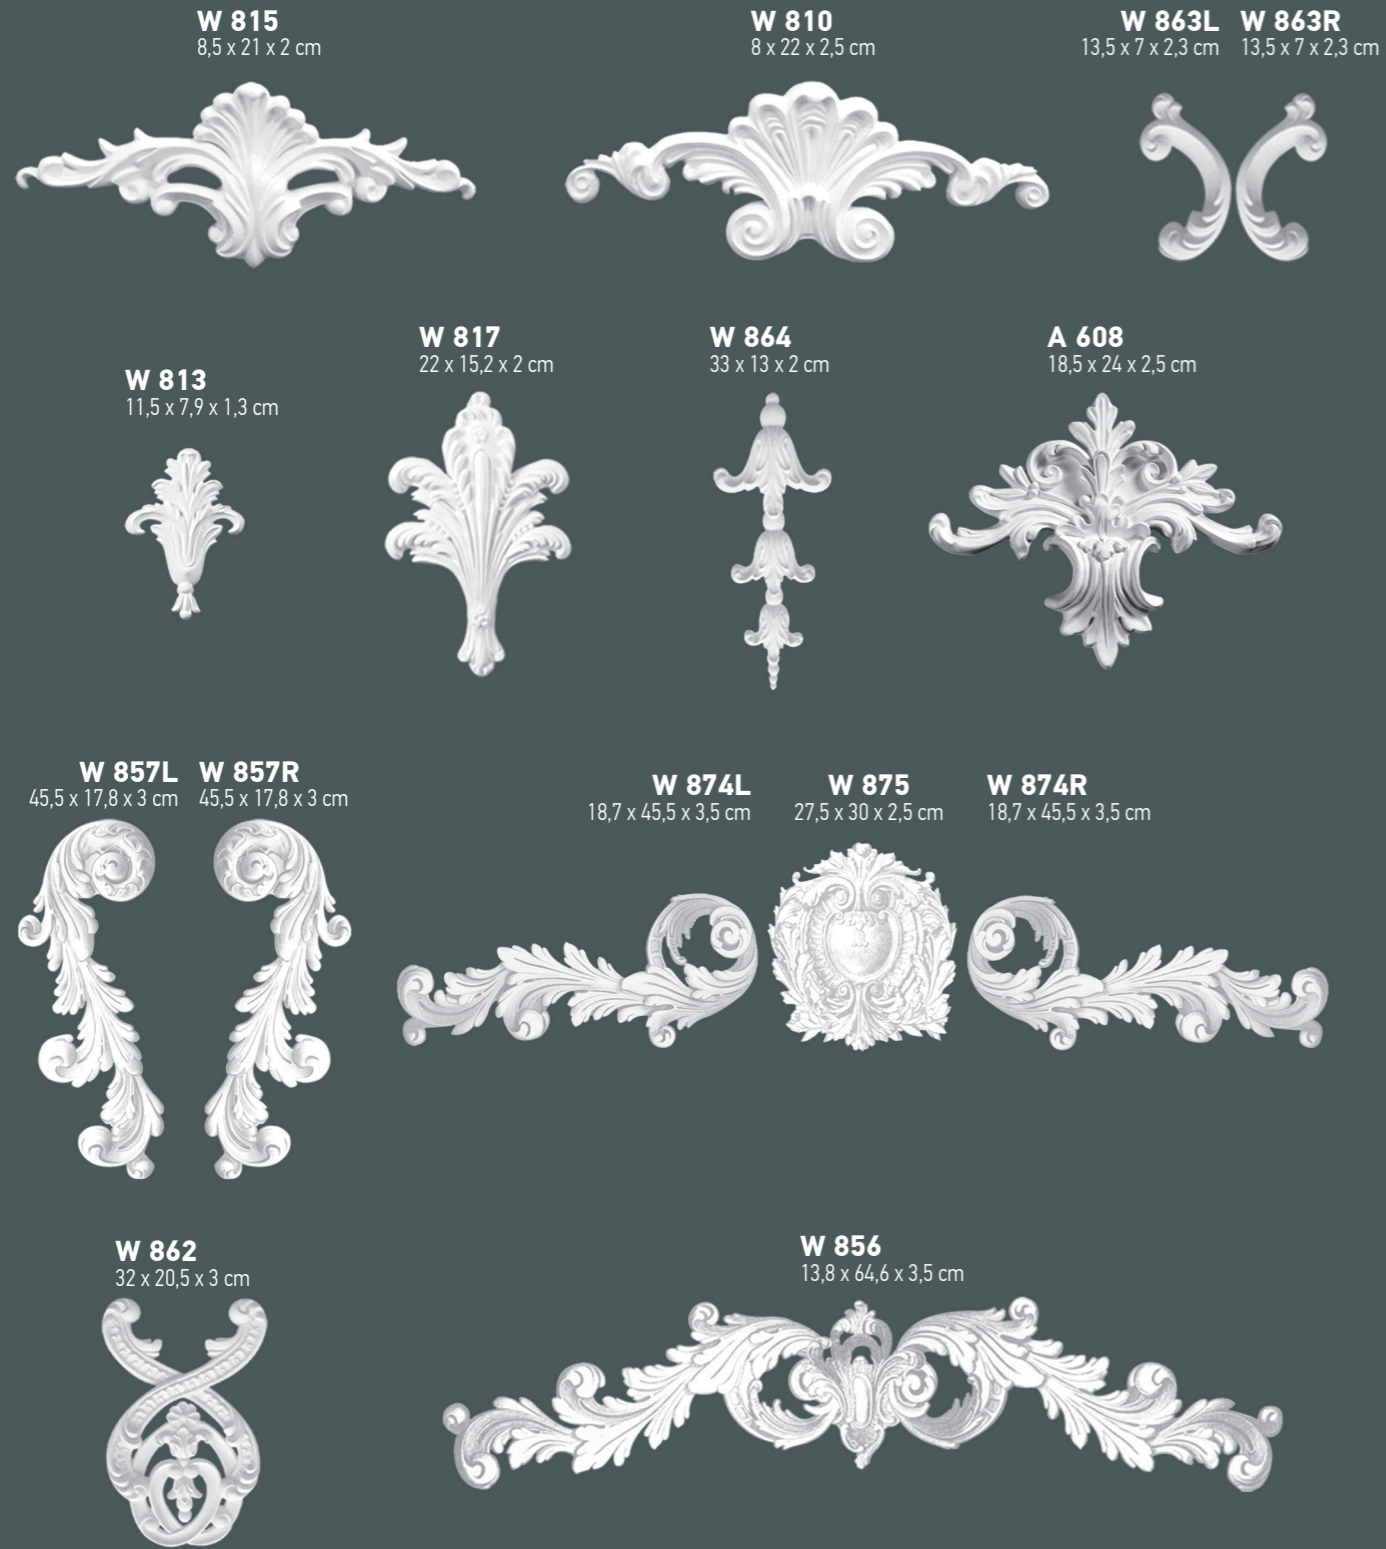 W 815
8,5 x 21 x 2 cm
W 810
8 x 22 x 2,5 cm
W 863L
13,5 x 7 x 2,3 cm
W 863R
13,5 x 7 x 2,3 cm
W 813
11,5 x 7,9 x 1,3 cm
W 817
22 x 15,2 x 2 cm
W 864
33 x 13 x 2 cm
A 608
18,5 x 24 x 2,5 cm
W 857L
45,5 x 17,8 x 3 cm
W 857R
45,5 x 17,8 x 3 cm
W 874L
18,7 x 45,5 x 3,5 cm
W 875
27,5 x 30 x 2,5 cm
W 874R
18,7 x 45,5 x 3,5 cm
W 862
32 x 20,5 x 3 cm
W 856
13,8 x 64,6 x 3,5 cm